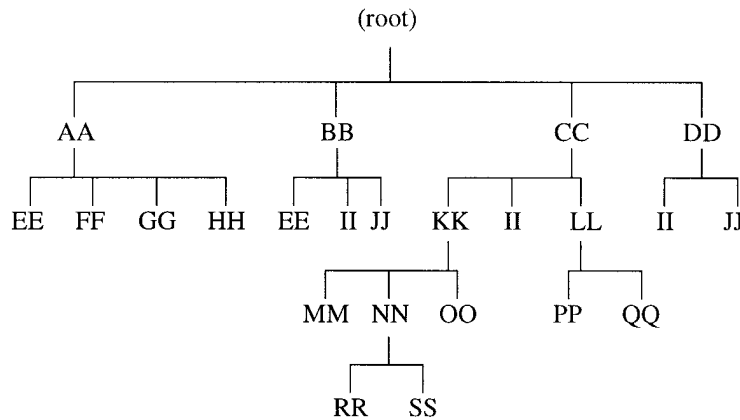 (root)
AA BB CC DD
EE FF GG HH EE II JJ KK II LL II JJ
MM NN OO PP QQ
RR SS